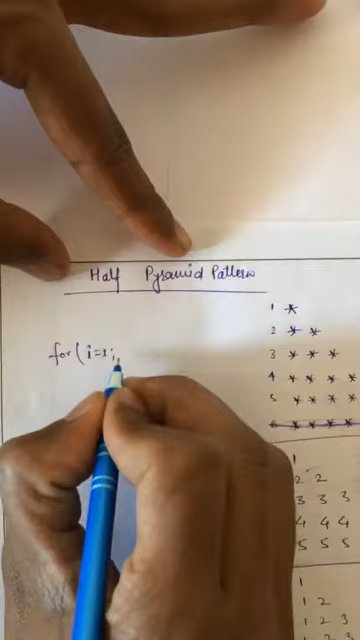 Half Pyramid Pattern
for( i=1;
1 *
2 * *
3 * * *
4 * * * *
5 * * * *
6 * * * *
1
2 2
3 3 3
4 4 4
5 5 5
1
1 2
1 2 3